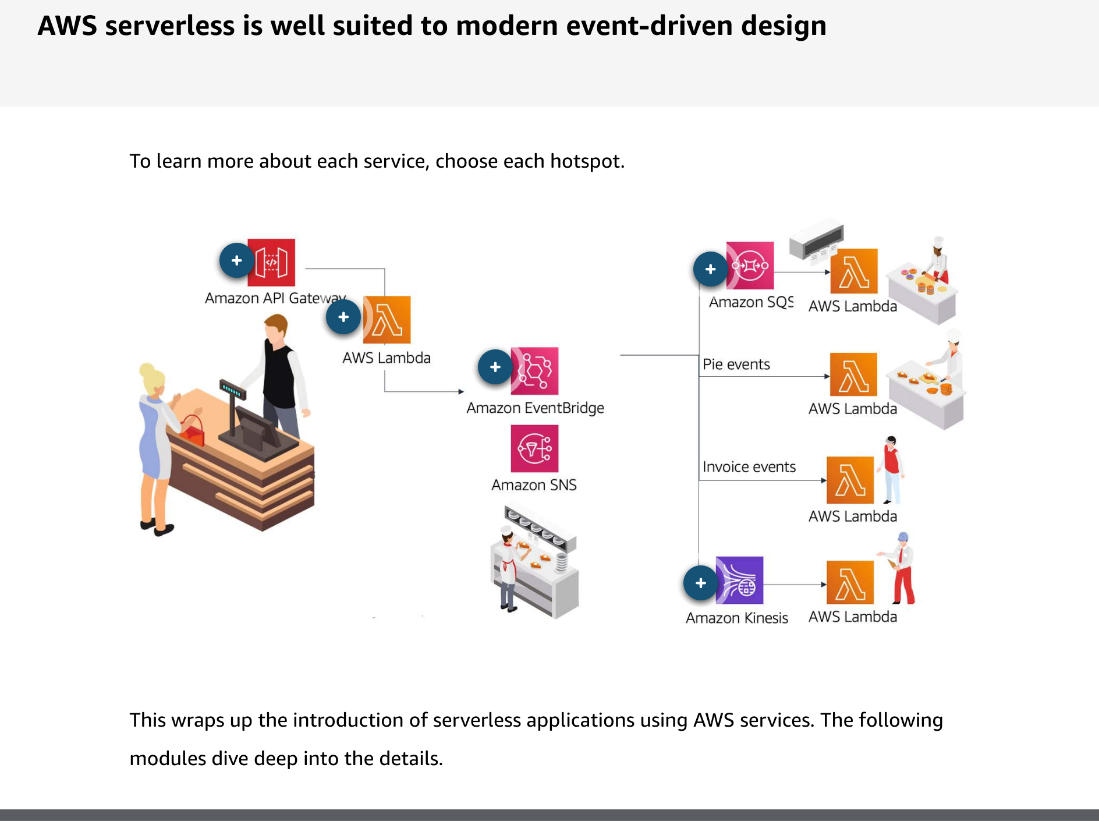 AWS serverless is well suited to modern event-driven design
To learn more about each service, choose each hotspot.
Amazon API Gateway
AWS Lambda
Amazon EventBridge
Amazon SNS
Amazon SQS
AWS Lambda
Pie events
AWS Lambda
Invoice events
AWS Lambda
Amazon Kinesis
AWS Lambda
This wraps up the introduction of serverless applications using AWS services. The following
modules dive deep into the details.